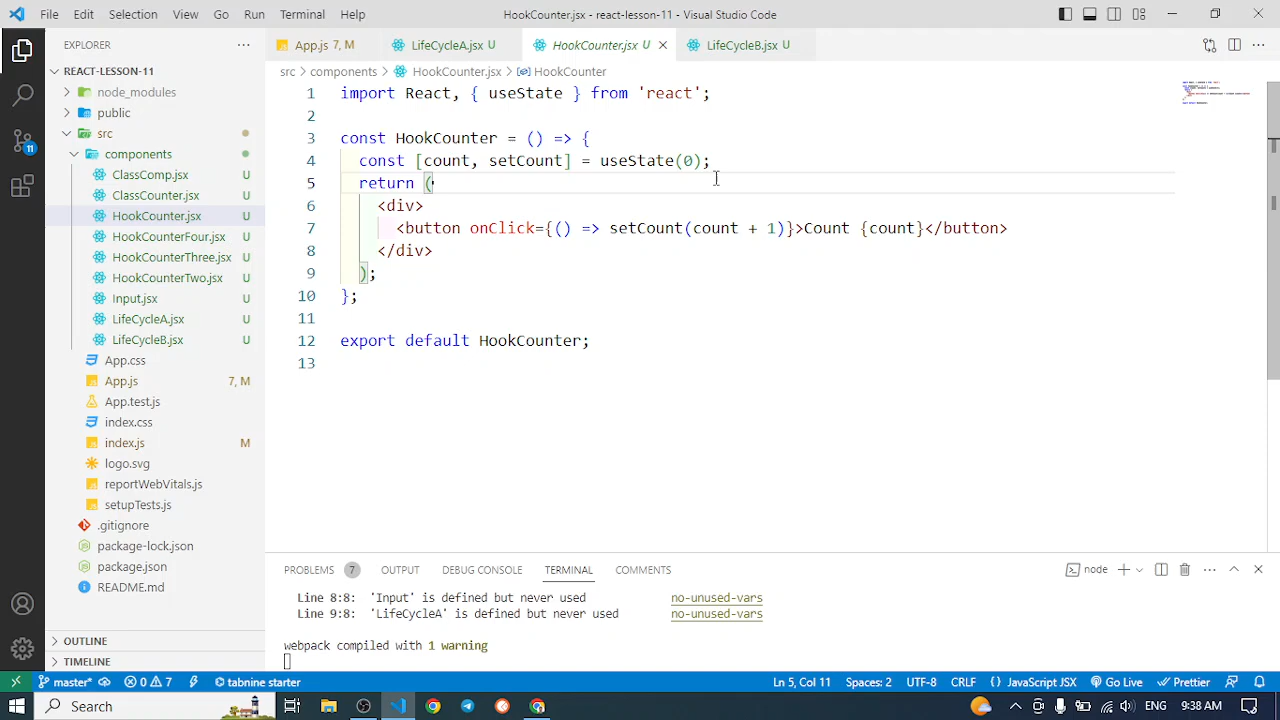 File Edit Selection View Go Run Terminal Help HookCounter.jsx - react-lesson-11 - Visual Studio Code
EXPLORER
App.js 7, M LifeCycleA.jsx U HookCounter.jsx U LifeCycleB.jsx U
REACT-LESSON-11
src > components > HookCounter.jsx > HookCounter
node_modules
public
src
components
ClassComp.jsx U
ClassCounter.jsx U
HookCounter.jsx U
HookCounterFour.jsx U
HookCounterThree.jsx U
HookCounterTwo.jsx U
Input.jsx U
LifeCycleA.jsx U
LifeCycleB.jsx U
App.css
App.js 7, M
App.test.js
index.css
index.js M
logo.svg
reportWebVitals.js
setupTests.js
.gitignore
package-lock.json
package.json
README.md
OUTLINE
TIMELINE
11
1 import React, { useState } from 'react';
2
3 const HookCounter = () => {
4 const [count, setCount] = useState(0);
5 return (
6 <div>
7 <button onClick={() => setCount(count + 1)}>Count {count}</button>
8 </div>
9 );
10 };
11
12 export default HookCounter;
13
PROBLEMS 7 OUTPUT DEBUG CONSOLE TERMINAL COMMENTS node
Line 8:8: 'Input' is defined but never used no-unused-vars
Line 9:8: 'LifeCycleA' is defined but never used no-unused-vars
webpack compiled with 1 warning
master* 0 7 tabnine starter Ln 5, Col 11 Spaces: 2 UTF-8 CRLF {} JavaScript JSX Go Live Prettier
Search ENG 9:38 AM